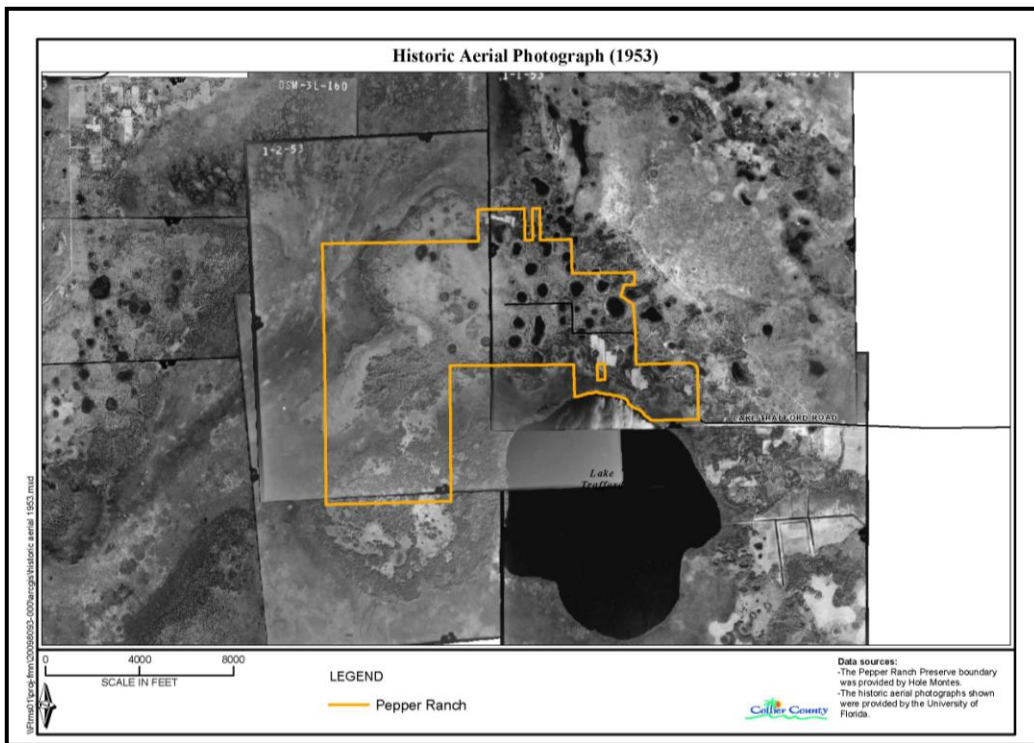 Historic Aerial Photograph (1953)
DSM-3L-160
1-1-53
1-2-53
LAKE TRAFFORD ROAD
Lake
Trafford
0 4000 8000
SCALE IN FEET
LEGEND
Pepper Ranch
Collier County
Data sources:
-The Pepper Ranch Preserve boundary
was provided by Hole Montes.
-The historic aerial photographs shown
were provided by the University of
Florida.